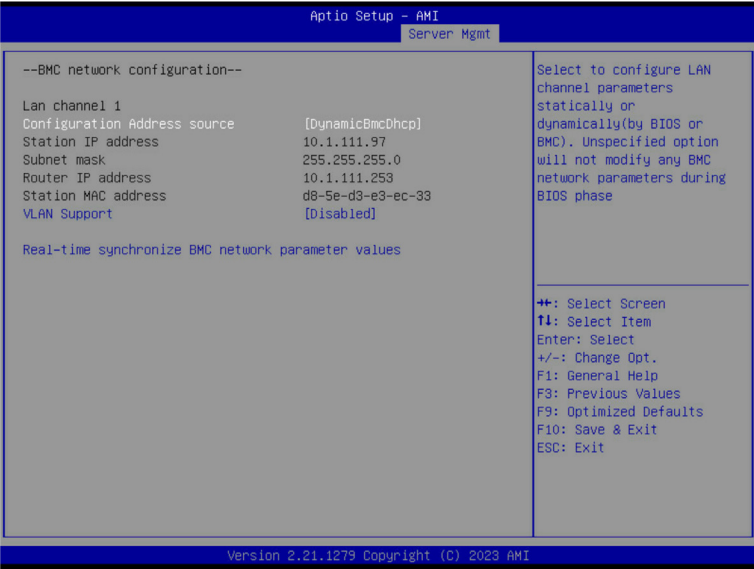 Aptio Setup - AMI
Server Mgmt
--BMC network configuration--
Lan channel 1
Configuration Address source [DynamicBmcDhcp]
Station IP address 10.1.111.97
Subnet mask 255.255.255.0
Router IP address 10.1.111.253
Station MAC address d8-5e-d3-e3-ec-33
VLAN Support [Disabled]
Real-time synchronize BMC network parameter values
Select to configure LAN
channel parameters
statically or
dynamically(by BIOS or
BMC). Unspecified option
will not modify any BMC
network parameters during
BIOS phase
→←: Select Screen
↑↓: Select Item
Enter: Select
+/-: Change Opt.
F1: General Help
F3: Previous Values
F9: Optimized Defaults
F10: Save & Exit
ESC: Exit
Version 2.21.1279 Copyright (C) 2023 AMI